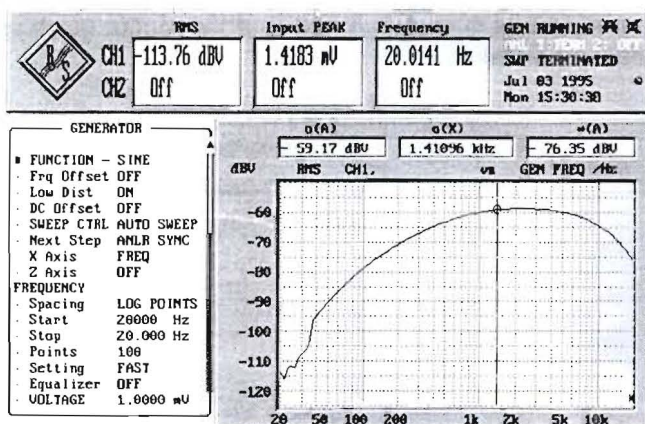 RMS Input PEAK Frequency
GEN RUNNING
R S
CH1 -113.76 dBV 1.4183 mV 20.0141 Hz
SWP TERMINATED
CH2 Off Off Off
Jul 03 1995
Mon 15:30:30
GENERATOR
FUNCTION - SINE
Frq Offset OFF
Low Dist ON
DC Offset OFF
SWEEP CTRL AUTO SWEEP
Next Step ANLR SYNC
X Axis FREQ
Z Axis OFF
FREQUENCY
Spacing LOG POINTS
Start 20000 Hz
Stop 20.000 Hz
Points 100
Setting FAST
Equalizer OFF
VOLTAGE 1.0000 mV
o(A) o(X) *(A)
- 59.17 dBV 1.41096 kHz - 76.35 dBV
dBV RMS CH1, vs GEN FREQ /Hz
-60
-70
-80
-90
-100
-110
-120
20 50 100 200 1k 2k 5k 10k